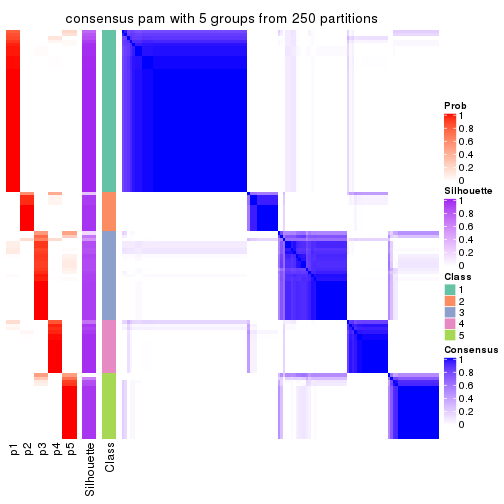 consensus pam with 5 groups from 250 partitions
Prob
1
0.8
0.6
0.4
0.2
0
Silhouette
1
0.8
0.6
0.4
0.2
0
Class
1
2
3
4
5
Consensus
1
0.8
0.6
0.4
0.2
0
p1
p2
p3
p4
p5
Silhouette
Class